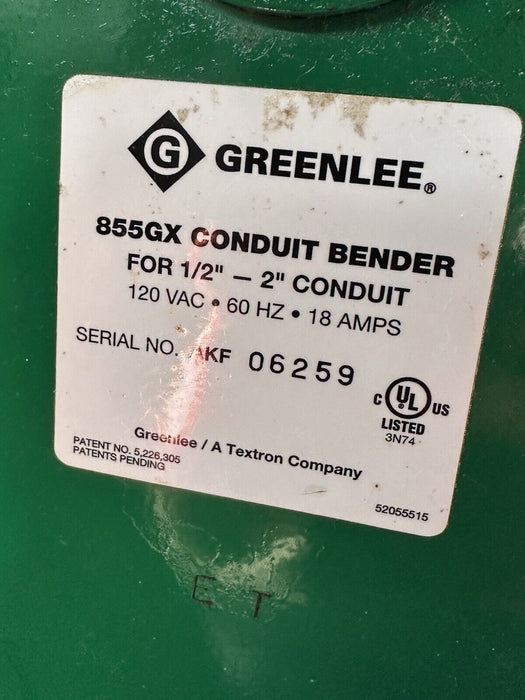 G GREENLEE®
855GX CONDUIT BENDER
FOR 1/2" — 2" CONDUIT
120 VAC • 60 HZ • 18 AMPS
SERIAL NO. AKF 06259
C UL US
LISTED
3N74
Greenlee / A Textron Company
PATENT NO. 5,226,305
PATENTS PENDING
52055515
E T